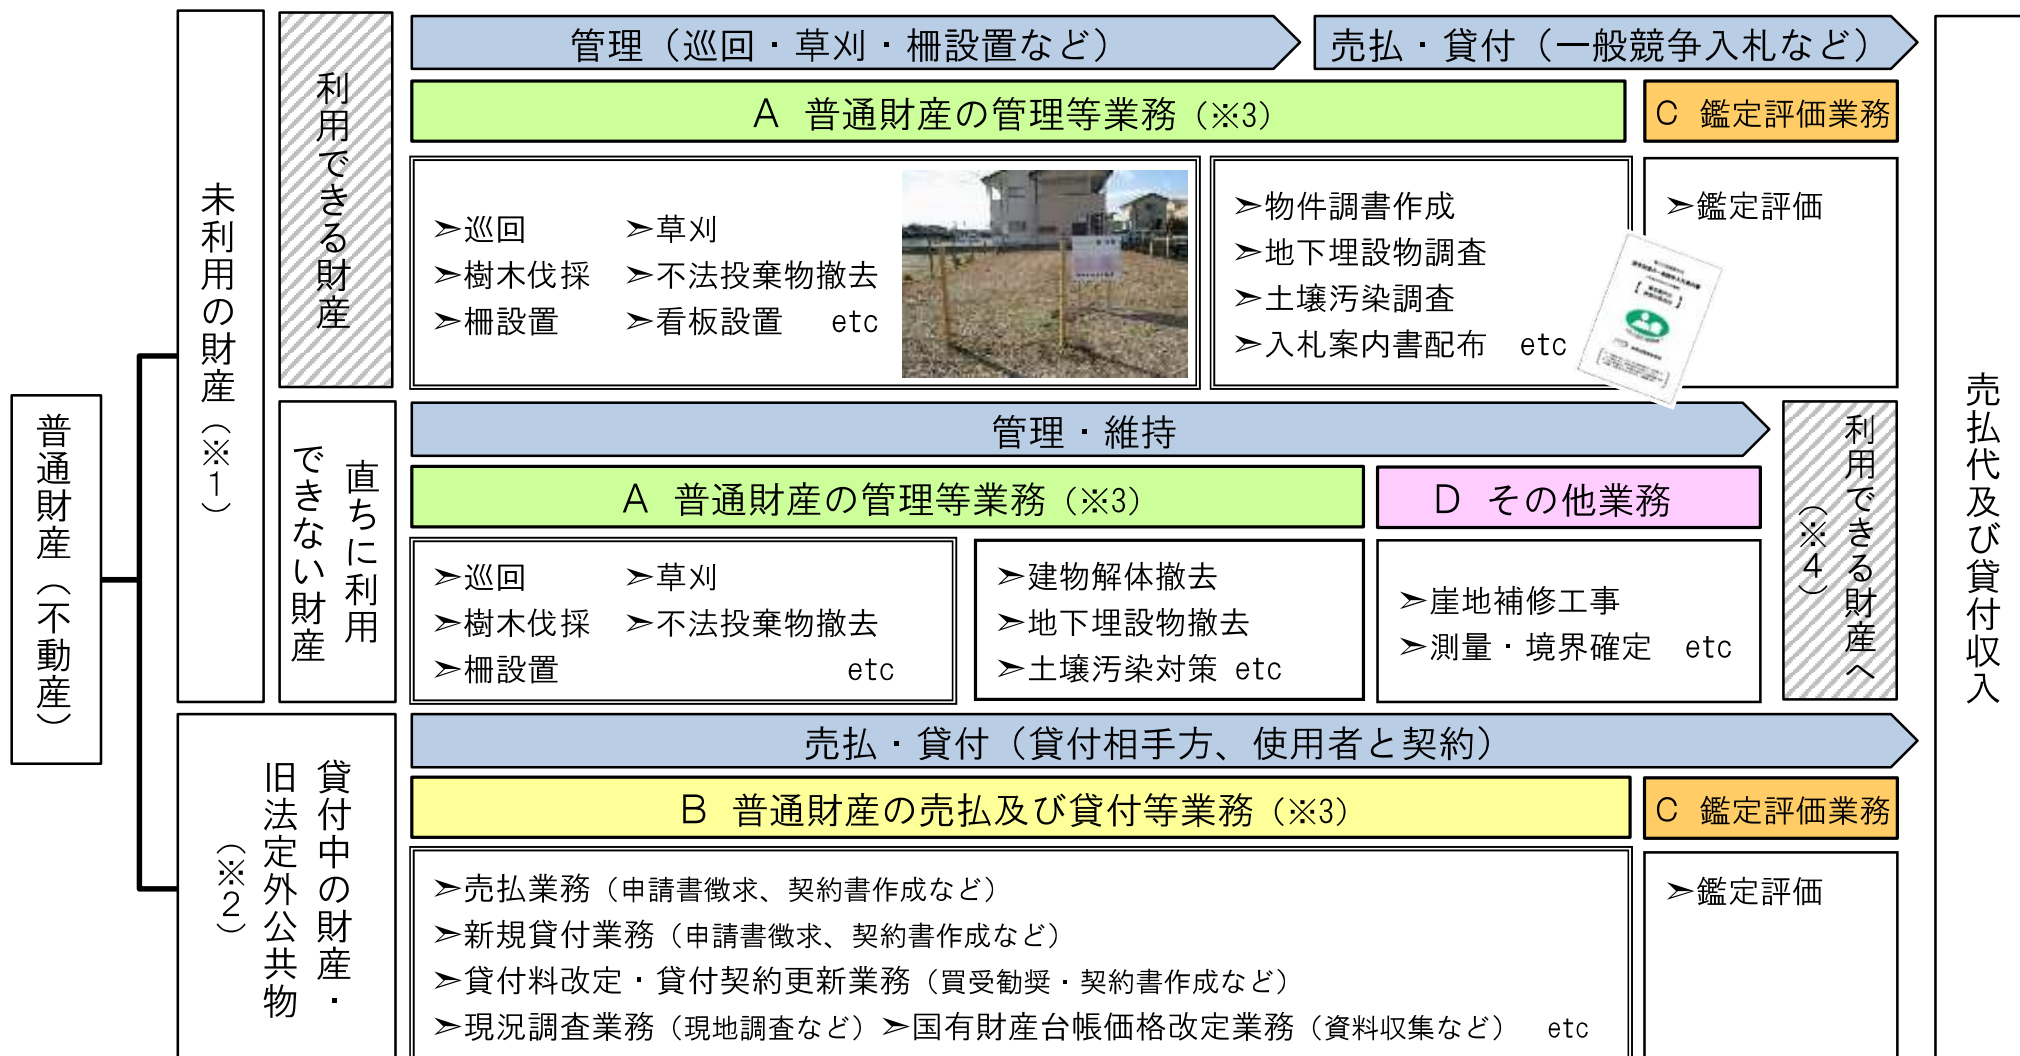 普通財産（不動産）
未利用の財産（※1）
利用できる財産
管理（巡回・草刈・柵設置など）
売払・貸付（一般競争入札など）
A 普通財産の管理等業務（※3）
C 鑑定評価業務
➣巡回 ➣草刈
➣樹木伐採 ➣不法投棄物撤去
➣柵設置 ➣看板設置 etc
➣物件調書作成
➣地下埋設物調査
➣土壌汚染調査
➣入札案内書配布 etc
➣鑑定評価
直ちに利用
できない財産
管理・維持
A 普通財産の管理等業務（※3）
D その他業務
➣巡回 ➣草刈
➣樹木伐採 ➣不法投棄物撤去
➣柵設置 etc
➣建物解体撤去
➣地下埋設物撤去
➣土壌汚染対策 etc
➣崖地補修工事
➣測量・境界確定 etc
利用できる財産へ
（※4）
貸付中の財産・
旧法定外公共物
（※2）
売払・貸付（貸付相手方、使用者と契約）
B 普通財産の売払及び貸付等業務（※3）
C 鑑定評価業務
➣売払業務（申請書徴求、契約書作成など）
➣新規貸付業務（申請書徴求、契約書作成など）
➣貸付料改定・貸付契約更新業務（買受勧奨・契約書作成など）
➣現況調査業務（現地調査など）➣国有財産台帳価格改定業務（資料収集など） etc
➣鑑定評価
売払代及び貸付収入